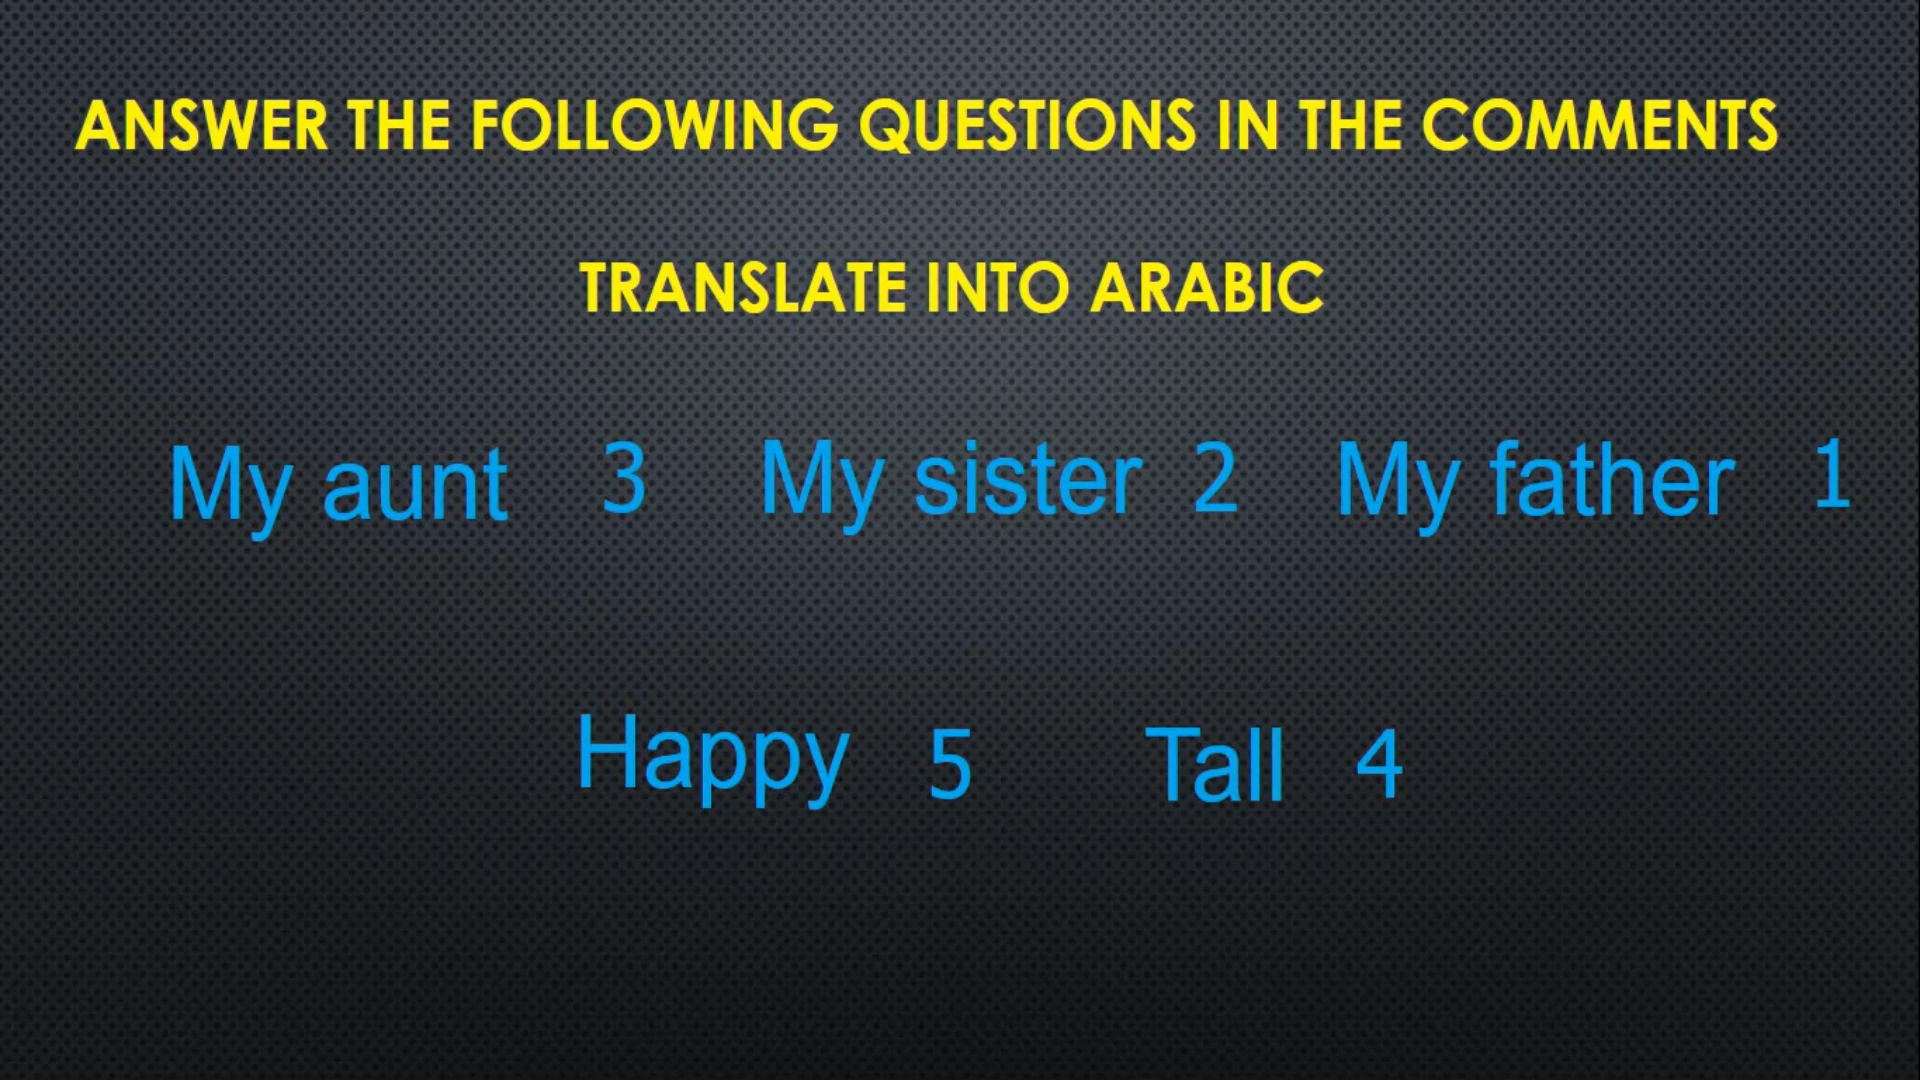 ANSWER THE FOLLOWING QUESTIONS IN THE COMMENTS
TRANSLATE INTO ARABIC
My aunt 3 My sister 2 My father 1
Happy 5 Tall 4